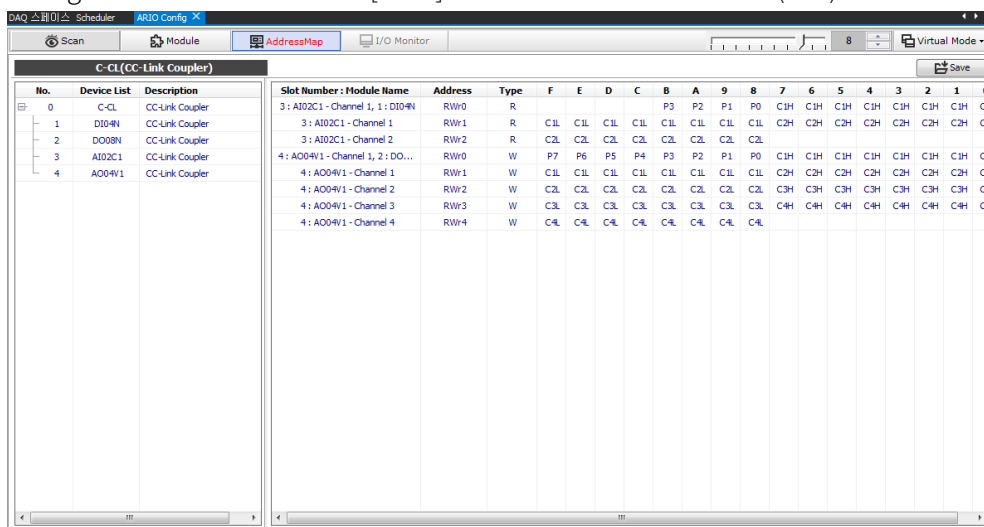 DAQ 스페이스 Scheduler ARIO Config
Scan Module AddressMap I/O Monitor 8 Virtual Mode
C-CL(CC-Link Coupler) Save
No. Device List Description Slot Number : Module Name Address Type F E D C B A 9 8 7 6 5 4 3 2 1
0 C-CL CC-Link Coupler 3 : AI02C1 - Channel 1, 1 : DI04N RWr0 R P3 P2 P1 P0 C1H C1H C1H C1H C1H C1H C1H
1 DI04N CC-Link Coupler 3 : AI02C1 - Channel 1 RWr1 R C1L C1L C1L C1L C1L C1L C1L C1L C2H C2H C2H C2H C2H C2H C2H
2 DO08N CC-Link Coupler 3 : AI02C1 - Channel 2 RWr2 R C2L C2L C2L C2L C2L C2L C2L C2L
3 AI02C1 CC-Link Coupler 4 : AO04V1 - Channel 1, 2 : DO... RWr0 W P7 P6 P5 P4 P3 P2 P1 P0 C1H C1H C1H C1H C1H C1H C1H
4 AO04V1 CC-Link Coupler 4 : AO04V1 - Channel 1 RWr1 W C1L C1L C1L C1L C1L C1L C1L C1L C2H C2H C2H C2H C2H C2H C2H
4 : AO04V1 - Channel 2 RWr2 W C2L C2L C2L C2L C2L C2L C2L C2L C3H C3H C3H C3H C3H C3H C3H
4 : AO04V1 - Channel 3 RWr3 W C3L C3L C3L C3L C3L C3L C3L C3L C4H C4H C4H C4H C4H C4H C4H
4 : AO04V1 - Channel 4 RWr4 W C4L C4L C4L C4L C4L C4L C4L C4L